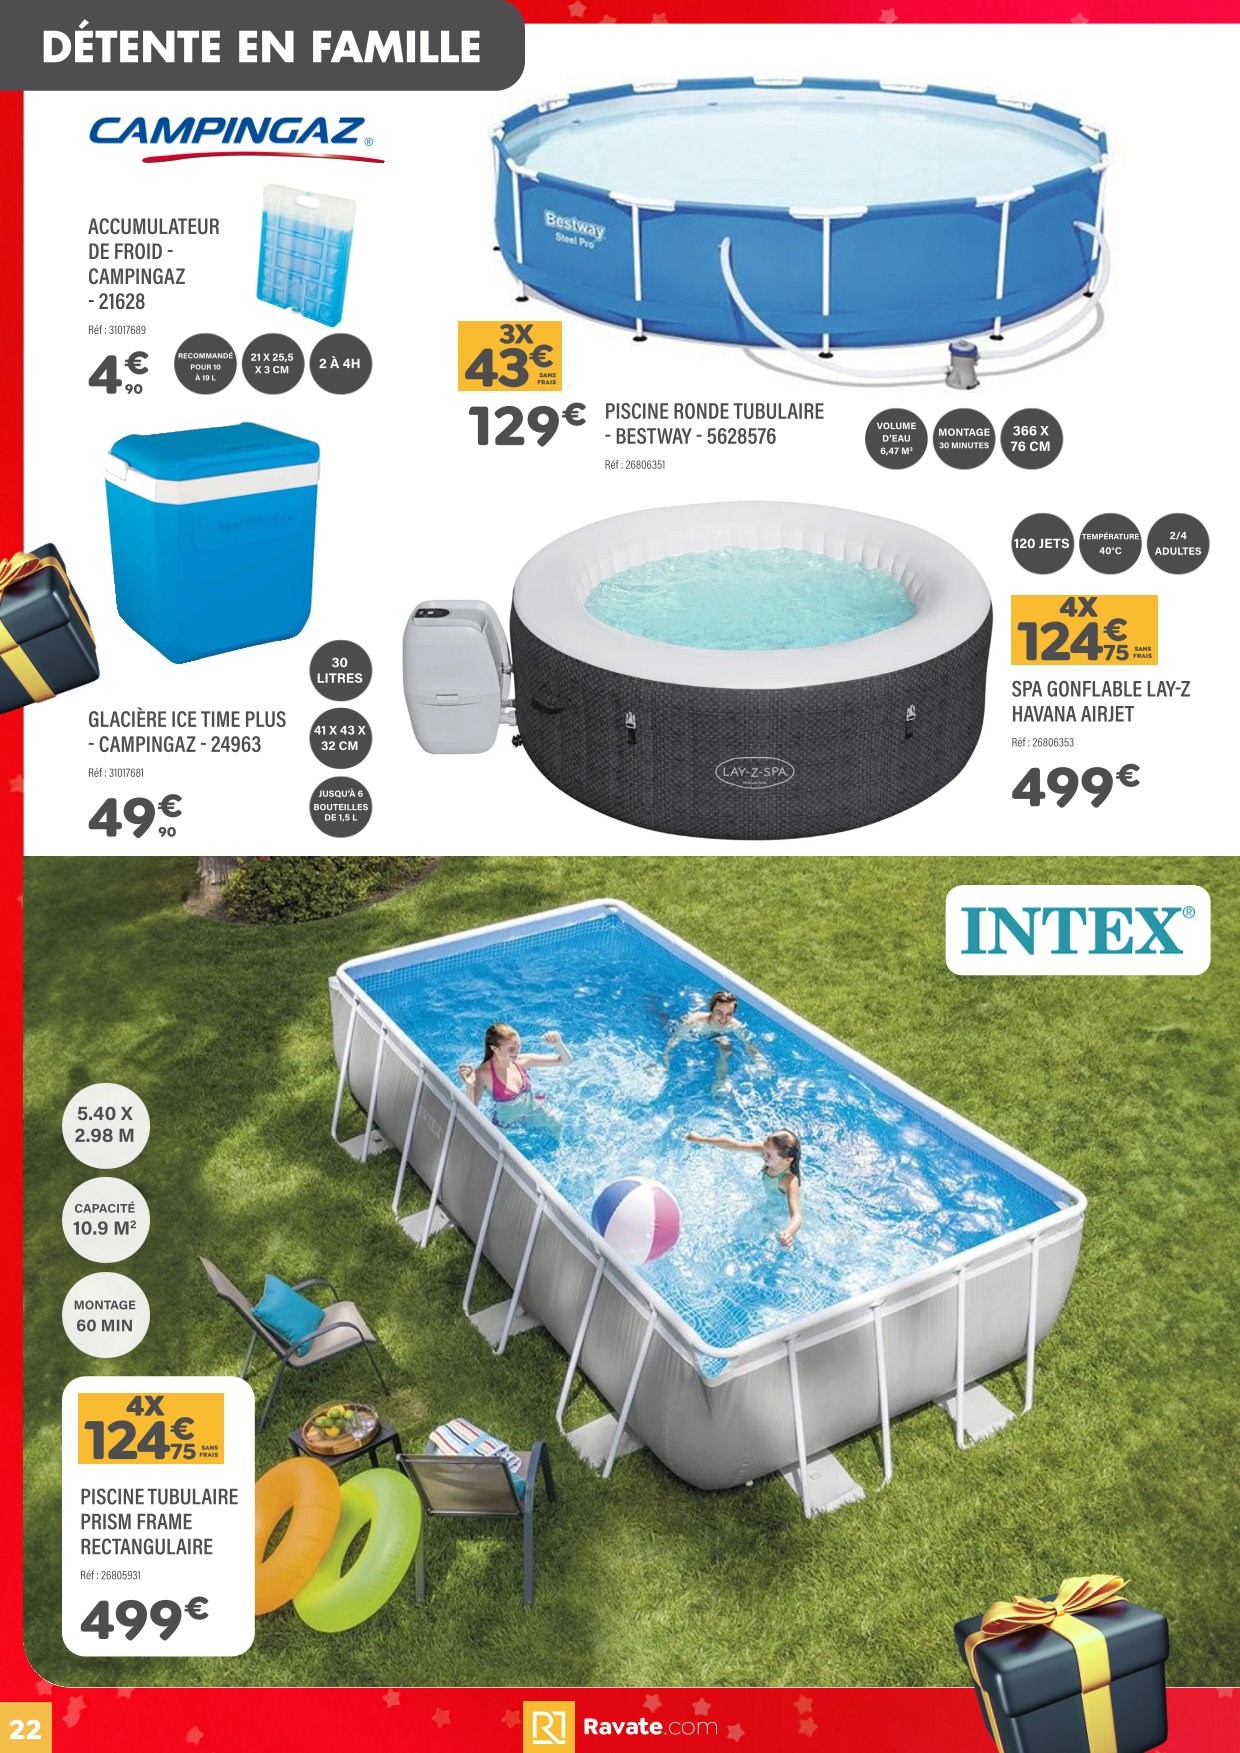 DÉTENTE EN FAMILLE
CAMPINGAZ®
ACCUMULATEUR
DE FROID -
CAMPINGAZ
- 21628
Réf : 31017689
4€90
RECOMMANDÉ
POUR 10
À 19 L
21 X 25,5
X 3 CM
2 À 4H
Bestway
Steel Pro
3X
43€
SANS
FRAIS
129€
PISCINE RONDE TUBULAIRE
- BESTWAY - 5628576
Réf : 26806351
VOLUME
D'EAU
6,47 M³
MONTAGE
30 MINUTES
366 X
76 CM
CAMPINGAZ
GLACIÈRE ICE TIME PLUS
- CAMPINGAZ - 24963
Réf : 31017681
49€90
30
LITRES
41 X 43 X
32 CM
JUSQU'À 6
BOUTEILLES
DE 1,5 L
LAY-Z-SPA
120 JETS
TEMPÉRATURE
40°C
2/4
ADULTES
4X
124€75
SANS
FRAIS
SPA GONFLABLE LAY-Z
HAVANA AIRJET
Réf : 26806353
499€
INTEX®
INTEX
5.40 X
2.98 M
CAPACITÉ
10.9 M²
MONTAGE
60 MIN
4X
124€75
SANS
FRAIS
PISCINE TUBULAIRE
PRISM FRAME
RECTANGULAIRE
Réf : 26805931
499€
22
Ravate.com